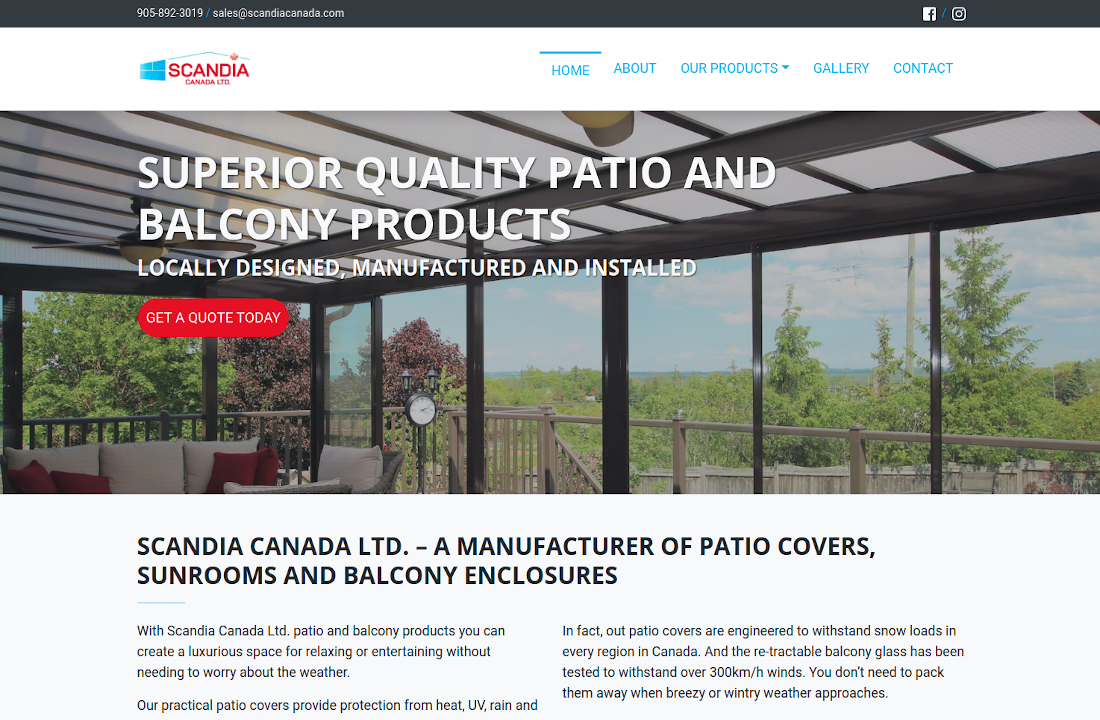 905-892-3019 / sales@scandiacanada.com
/
SCANDIA
CANADA LTD.
HOME ABOUT OUR PRODUCTS GALLERY CONTACT
SUPERIOR QUALITY PATIO AND
BALCONY PRODUCTS
LOCALLY DESIGNED, MANUFACTURED AND INSTALLED
GET A QUOTE TODAY
SCANDIA CANADA LTD. – A MANUFACTURER OF PATIO COVERS,
SUNROOMS AND BALCONY ENCLOSURES
With Scandia Canada Ltd. patio and balcony products you can
create a luxurious space for relaxing or entertaining without
needing to worry about the weather.
Our practical patio covers provide protection from heat, UV, rain and
In fact, out patio covers are engineered to withstand snow loads in
every region in Canada. And the re-tractable balcony glass has been
tested to withstand over 300km/h winds. You don’t need to pack
them away when breezy or wintry weather approaches.